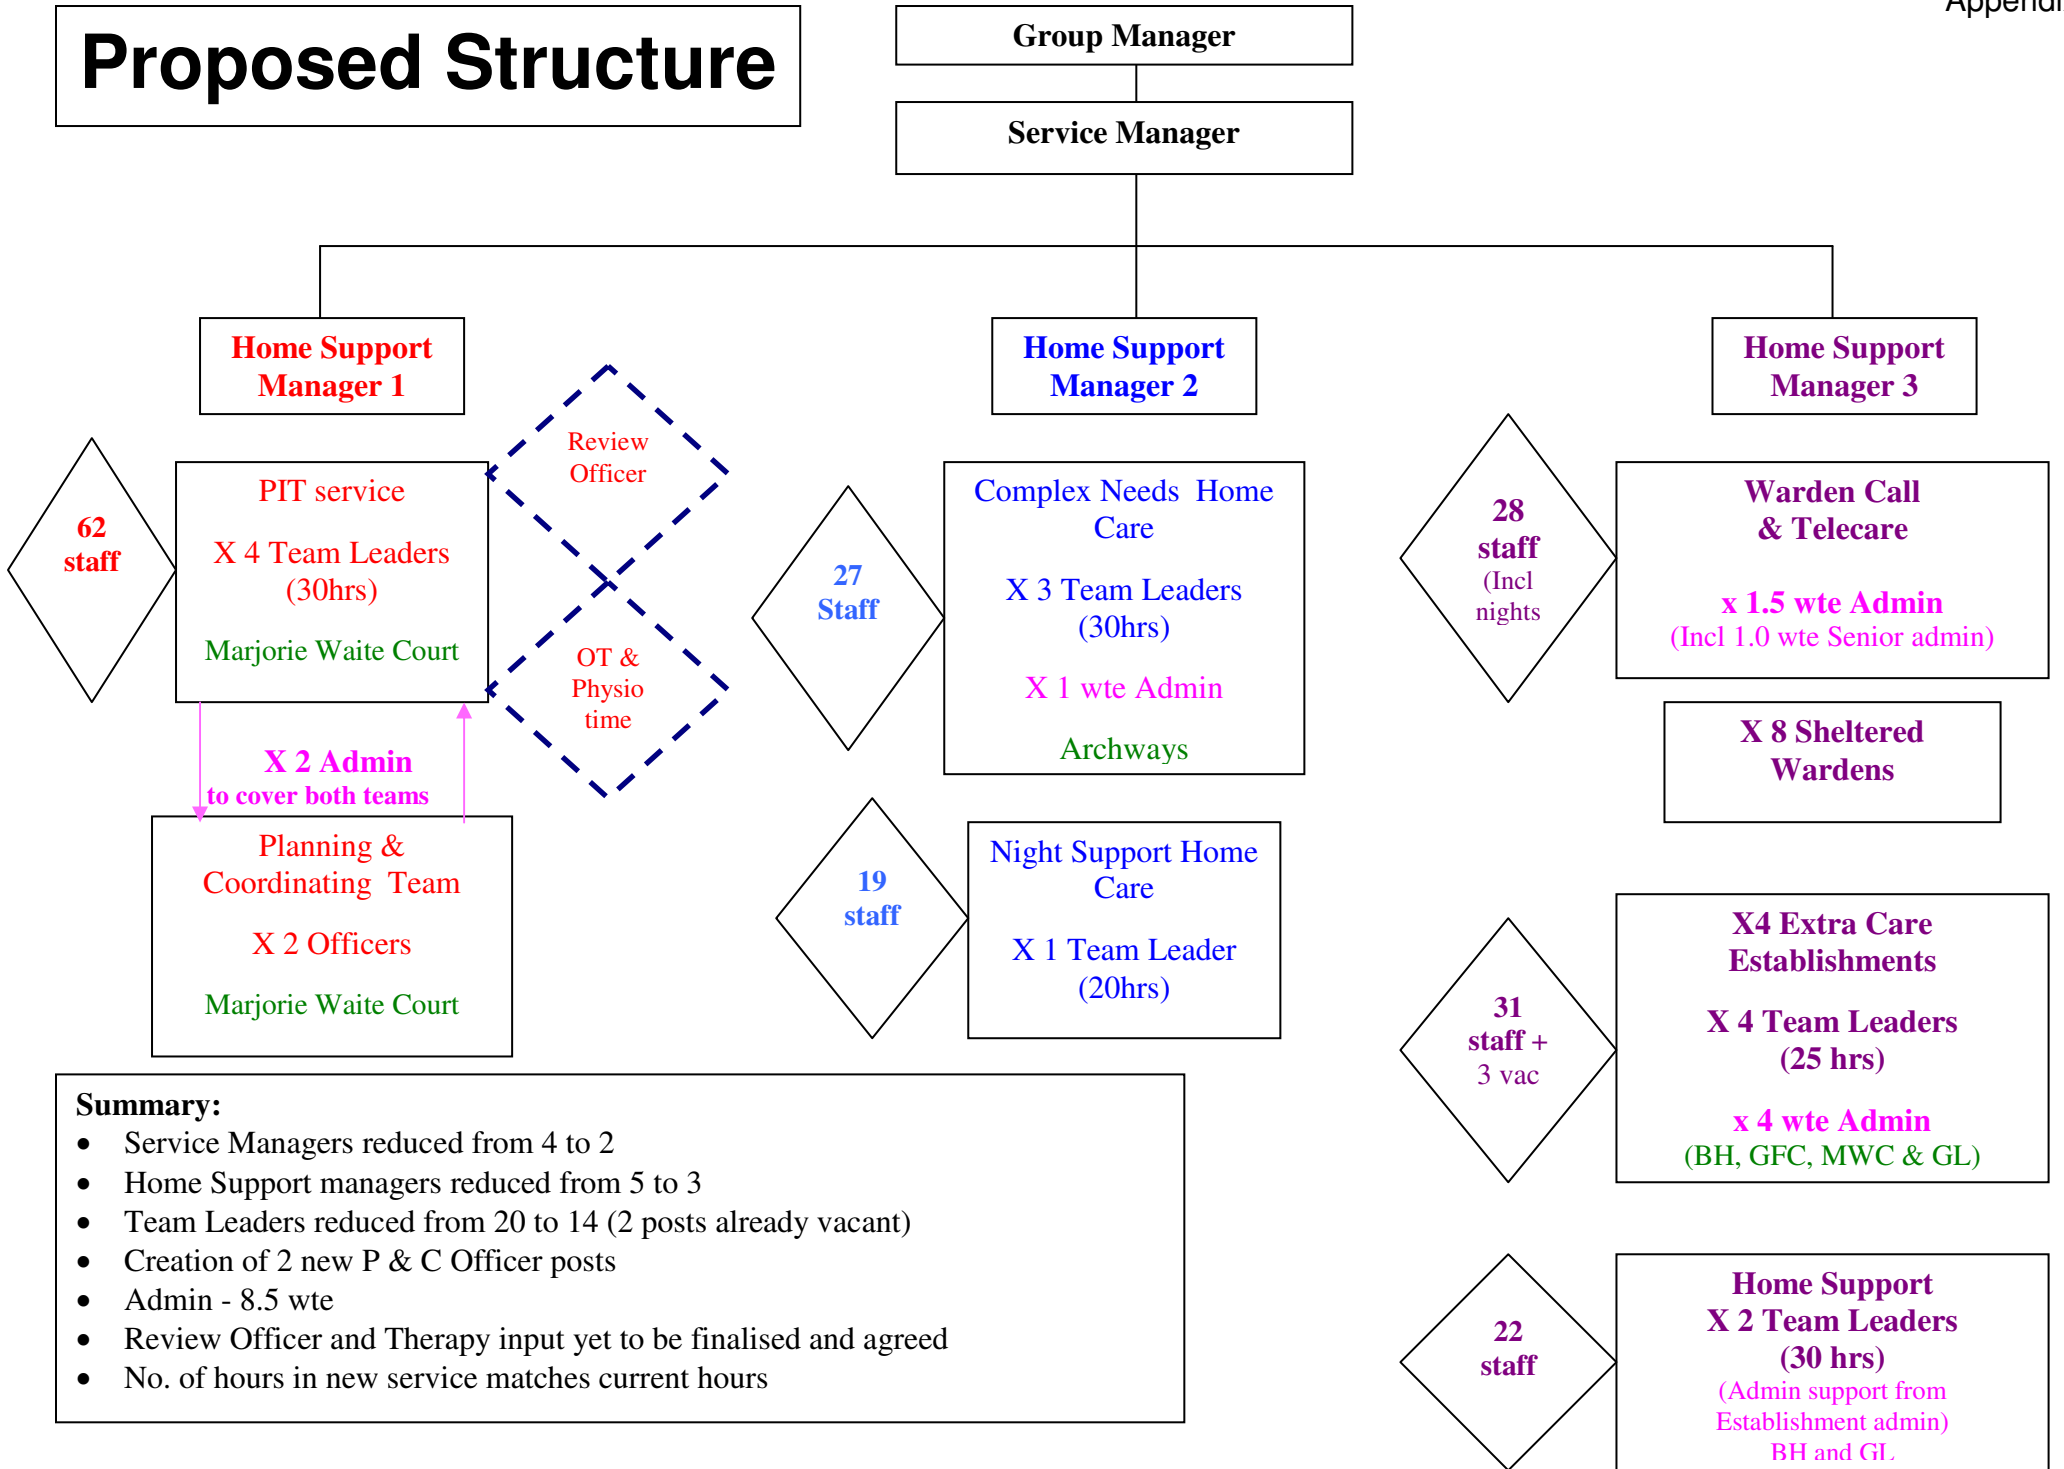 Appendi
Proposed Structure
Group Manager
Service Manager
Home Support
Manager 1
Home Support
Manager 2
Home Support
Manager 3
62
staff
PIT service
X 4 Team Leaders
(30hrs)
Marjorie Waite Court
Review
Officer
OT &
Physio
time
X 2 Admin
to cover both teams
Planning &
Coordinating Team
X 2 Officers
Marjorie Waite Court
27
Staff
Complex Needs Home
Care
X 3 Team Leaders
(30hrs)
X 1 wte Admin
Archways
19
staff
Night Support Home
Care
X 1 Team Leader
(20hrs)
28
staff
(Incl
nights
Warden Call
& Telecare
x 1.5 wte Admin
(Incl 1.0 wte Senior admin)
X 8 Sheltered
Wardens
31
staff +
3 vac
X4 Extra Care
Establishments
X 4 Team Leaders
(25 hrs)
x 4 wte Admin
(BH, GFC, MWC & GL)
22
staff
Home Support
X 2 Team Leaders
(30 hrs)
(Admin support from
Establishment admin)
BH and GL
Summary:
• Service Managers reduced from 4 to 2
• Home Support managers reduced from 5 to 3
• Team Leaders reduced from 20 to 14 (2 posts already vacant)
• Creation of 2 new P & C Officer posts
• Admin - 8.5 wte
• Review Officer and Therapy input yet to be finalised and agreed
• No. of hours in new service matches current hours